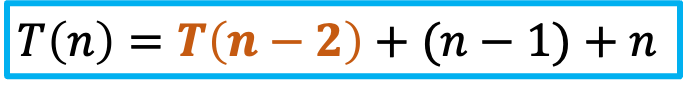 T(n) = T(n − 2) + (n − 1) + n